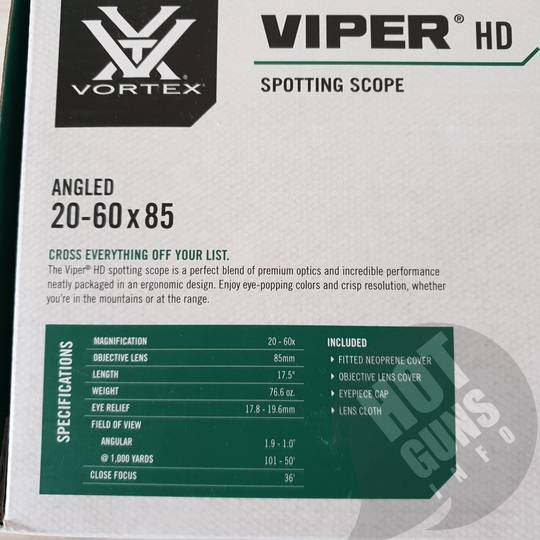 VORTEX®
VIPER® HD
SPOTTING SCOPE
ANGLED
20-60x85
CROSS EVERYTHING OFF YOUR LIST.
The Viper® HD spotting scope is a perfect blend of premium optics and incredible performance
neatly packaged in an ergonomic design. Enjoy eye-popping colors and crisp resolution, whether
you're in the mountains or at the range.
SPECIFICATIONS
MAGNIFICATION 20 - 60x
OBJECTIVE LENS 85mm
LENGTH 17.5"
WEIGHT 76.6 oz.
EYE RELIEF 17.8 - 19.6mm
FIELD OF VIEW
ANGULAR 1.9 - 1.0°
@ 1,000 YARDS 101 - 50'
CLOSE FOCUS 36'
INCLUDED
FITTED NEOPRENE COVER
OBJECTIVE LENS COVER
EYEPIECE CAP
LENS CLOTH
HOT
GUNS
INFO